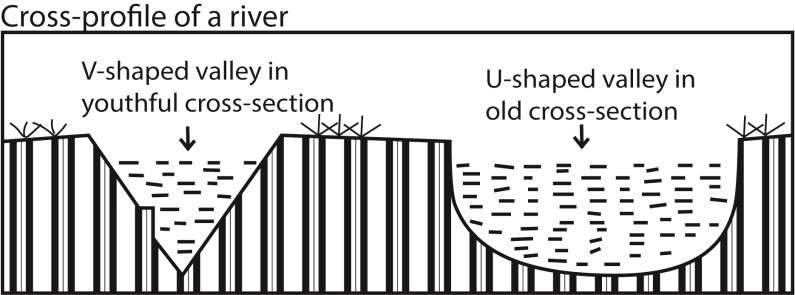 Cross-profile of a river
V-shaped valley in
youthful cross-section
U-shaped valley in
old cross-section